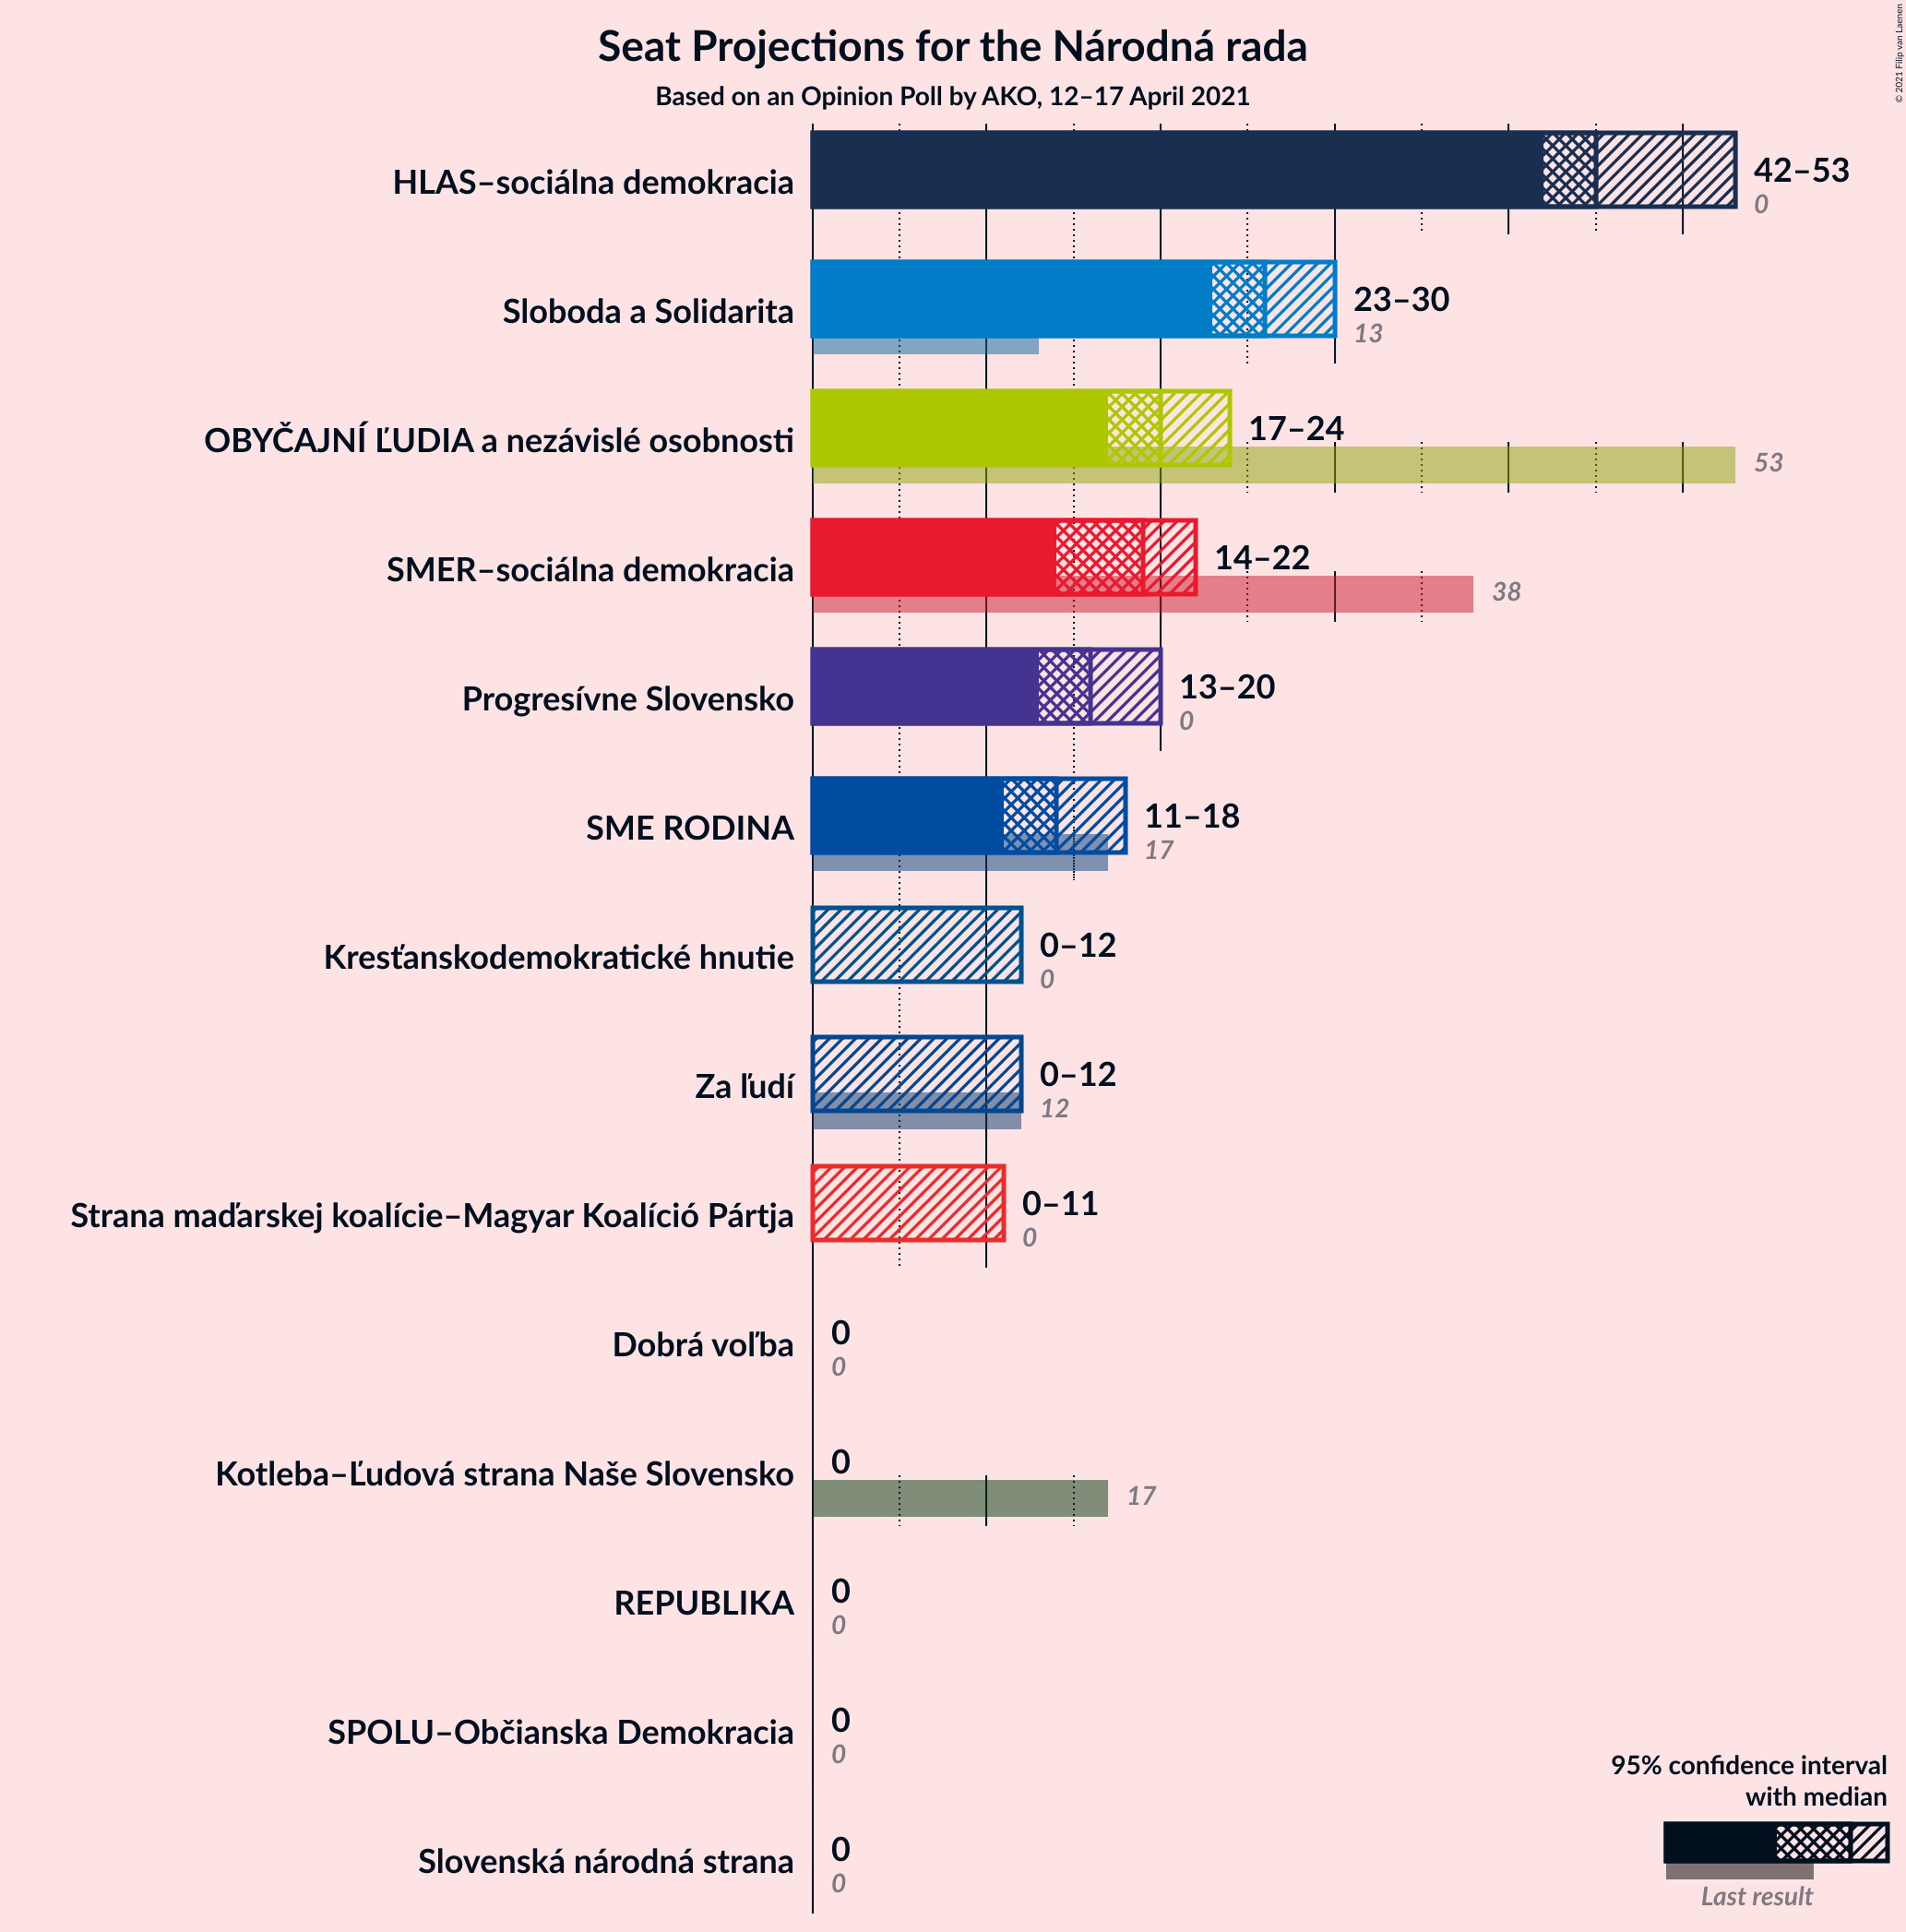 Seat Projections for the Národná rada
Based on an Opinion Poll by AKO, 12–17 April 2021
© 2021 Filip van Laenen
HLAS–sociálna demokracia
42–53
0
Sloboda a Solidarita
23–30
13
OBYČAJNÍ ĽUDIA a nezávislé osobnosti
17–24
53
SMER–sociálna demokracia
14–22
38
Progresívne Slovensko
13–20
0
SME RODINA
11–18
17
Kresťanskodemokratické hnutie
0–12
0
Za ľudí
0–12
12
Strana maďarskej koalície–Magyar Koalíció Pártja
0–11
0
Dobrá voľba
0
0
Kotleba–Ľudová strana Naše Slovensko
0
17
REPUBLIKA
0
0
SPOLU–Občianska Demokracia
0
0
Slovenská národná strana
0
0
95% confidence interval
with median
Last result